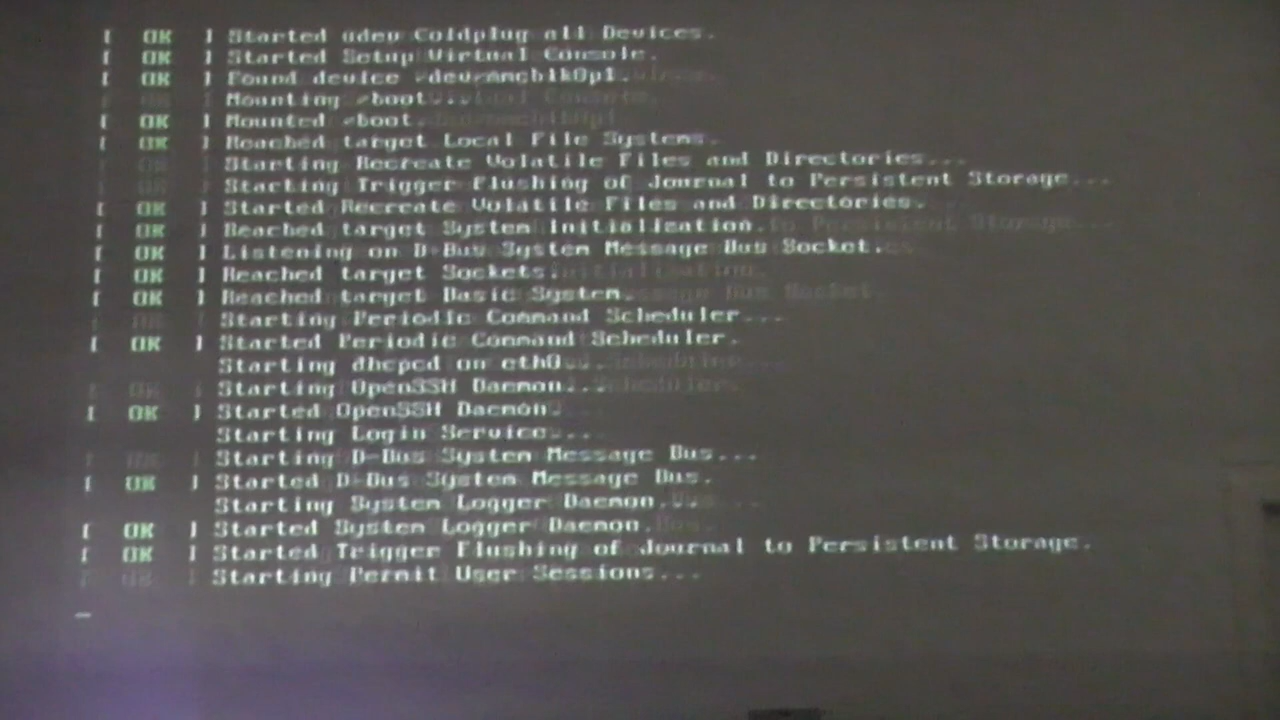 [ OK ] Started udev Coldplug all Devices.
[ OK ] Started Setup Virtual Console.
[ OK ] Found device /dev/mmcblk0p1.
Mounting /boot...
[ OK ] Mounted /boot.
[ OK ] Reached target Local File Systems.
Starting Recreate Volatile Files and Directories...
Starting Trigger Flushing of Journal to Persistent Storage...
[ OK ] Started Recreate Volatile Files and Directories.
[ OK ] Reached target System Initialization.
[ OK ] Listening on D-Bus System Message Bus Socket.
[ OK ] Reached target Sockets.
[ OK ] Reached target Basic System.
Starting Periodic Command Scheduler...
[ OK ] Started Periodic Command Scheduler.
Starting dhcpcd on eth0...
Starting OpenSSH Daemon...
[ OK ] Started OpenSSH Daemon.
Starting Login Service...
Starting D-Bus System Message Bus...
[ OK ] Started D-Bus System Message Bus.
Starting System Logger Daemon...
[ OK ] Started System Logger Daemon.
[ OK ] Started Trigger Flushing of Journal to Persistent Storage.
Starting Permit User Sessions...